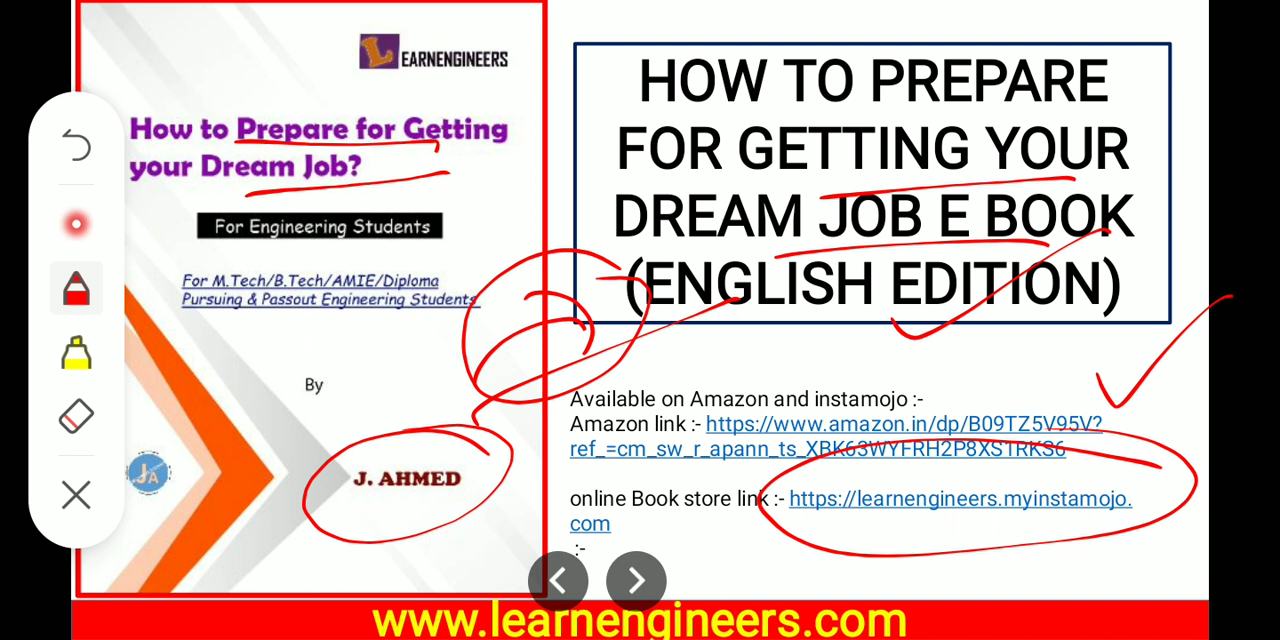 LEARNENGINEERS
How to Prepare for Getting
your Dream Job?
For Engineering Students
For M.Tech/B.Tech/AMIE/Diploma
Pursuing & Passout Engineering Students
By
JA
J. AHMED
HOW TO PREPARE
FOR GETTING YOUR
DREAM JOB E BOOK
(ENGLISH EDITION)
Available on Amazon and instamojo :-
Amazon link :- https://www.amazon.in/dp/B09TZ5V95V?
ref_=cm_sw_r_apann_ts_XBK63WYFRH2P8XS1RKS6
online Book store link :- https://learnengineers.myinstamojo.
com
:-
www.learnengineers.com